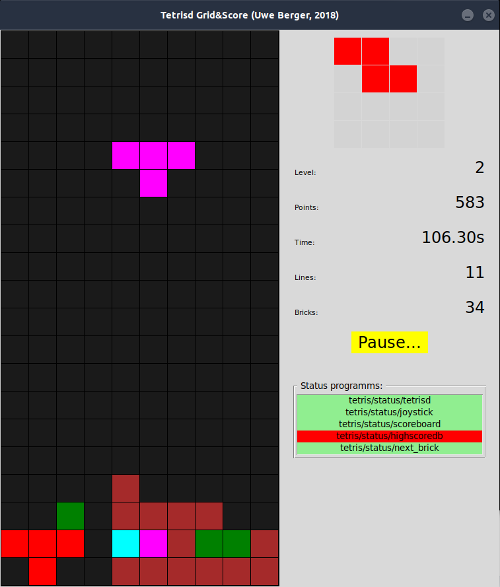 Tetrisd Grid&Score (Uwe Berger, 2018)
Level: 2
Points: 583
Time: 106.30s
Lines: 11
Bricks: 34
Pause...
Status programms:
tetris/status/tetrisd
tetris/status/joystick
tetris/status/scoreboard
tetris/status/highscoredb
tetris/status/next_brick